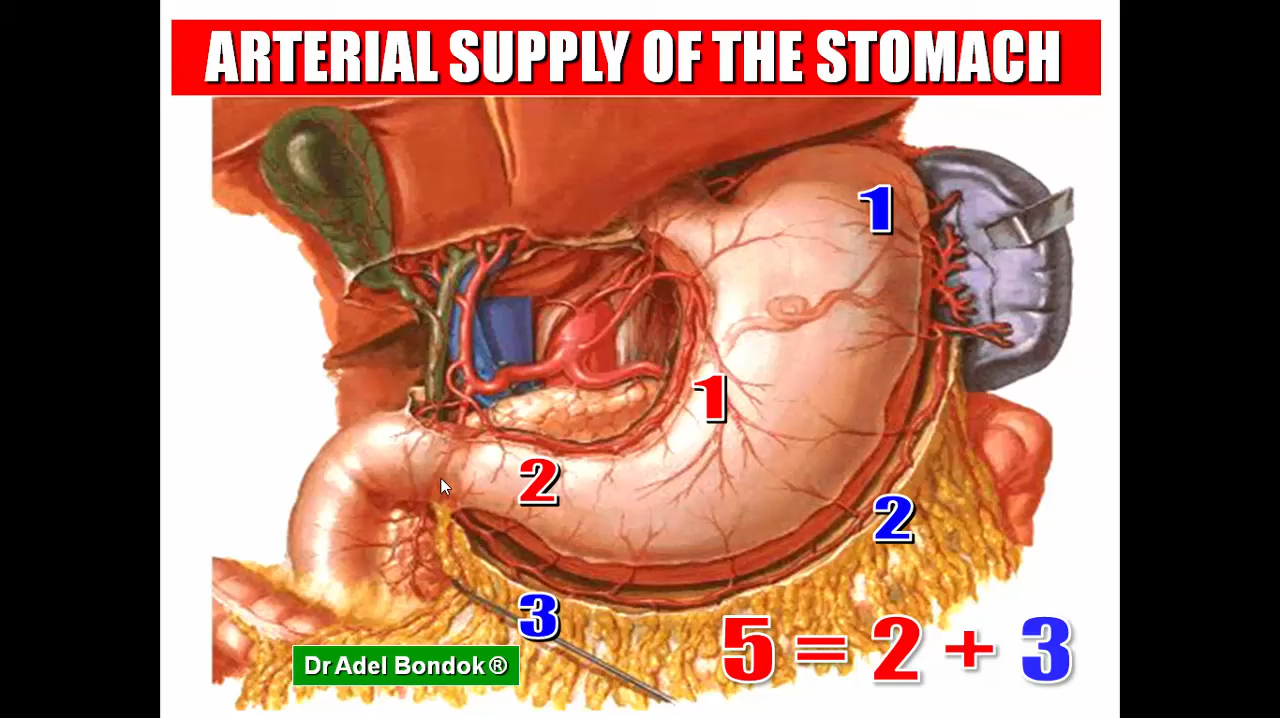 ARTERIAL SUPPLY OF THE STOMACH
1
1
2
2
3
Dr Adel Bondok ®
5 = 2 + 3